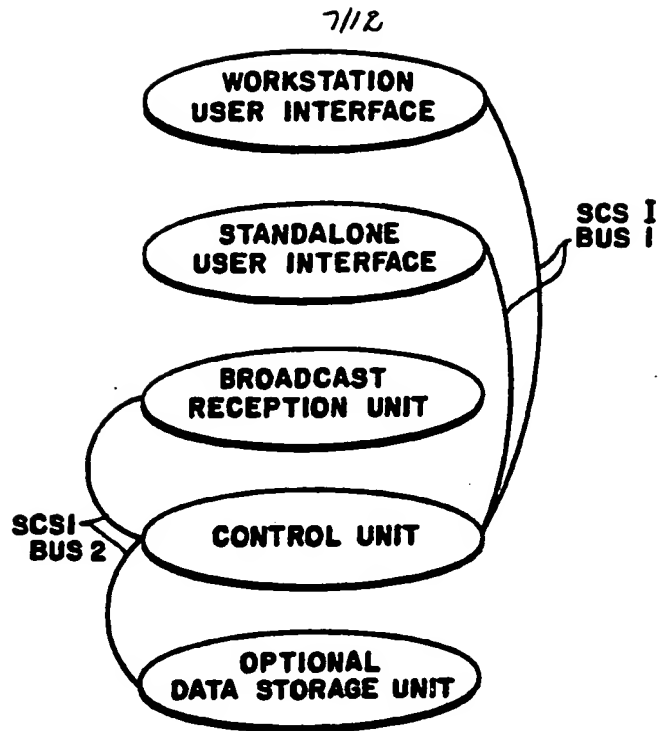 7/12
WORKSTATION
USER INTERFACE
SCS I
BUS 1
STANDALONE
USER INTERFACE
BROADCAST
RECEPTION UNIT
CONTROL UNIT
SCSI
BUS 2
OPTIONAL
DATA STORAGE UNIT